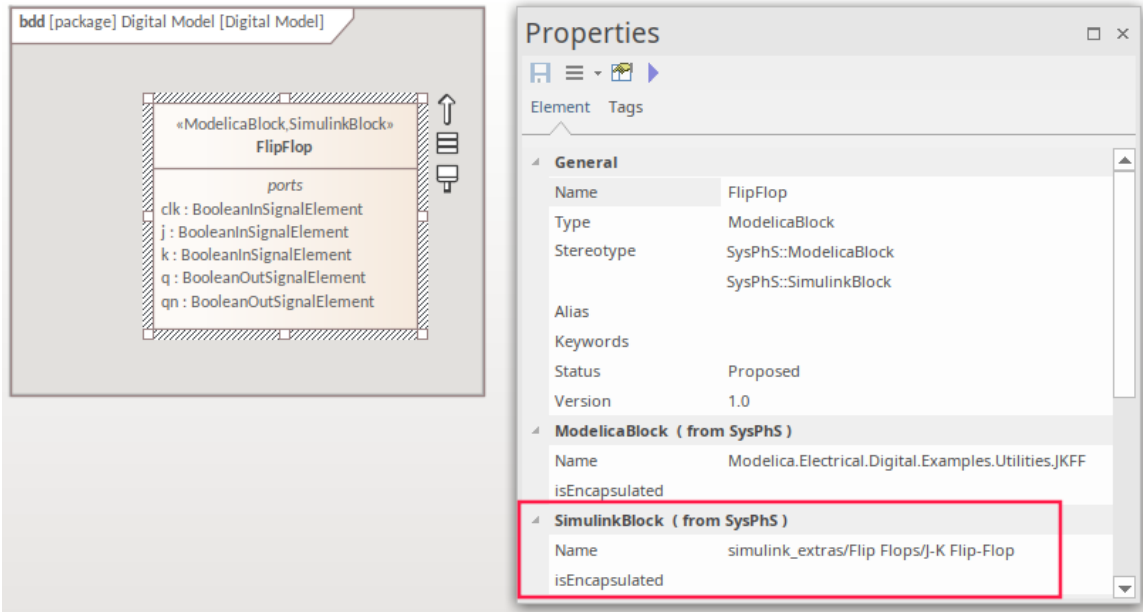 bdd [package] Digital Model [Digital Model]
«ModelicaBlock,SimulinkBlock»
FlipFlop
ports
clk : BooleanInSignalElement
j : BooleanInSignalElement
k : BooleanInSignalElement
q : BooleanOutSignalElement
qn : BooleanOutSignalElement
Properties
Element Tags
General
Name FlipFlop
Type ModelicaBlock
Stereotype SysPhS::ModelicaBlock
SysPhS::SimulinkBlock
Alias
Keywords
Status Proposed
Version 1.0
ModelicaBlock ( from SysPhS )
Name Modelica.Electrical.Digital.Examples.Utilities.JKFF
isEncapsulated
SimulinkBlock ( from SysPhS )
Name simulink_extras/Flip Flops/J-K Flip-Flop
isEncapsulated